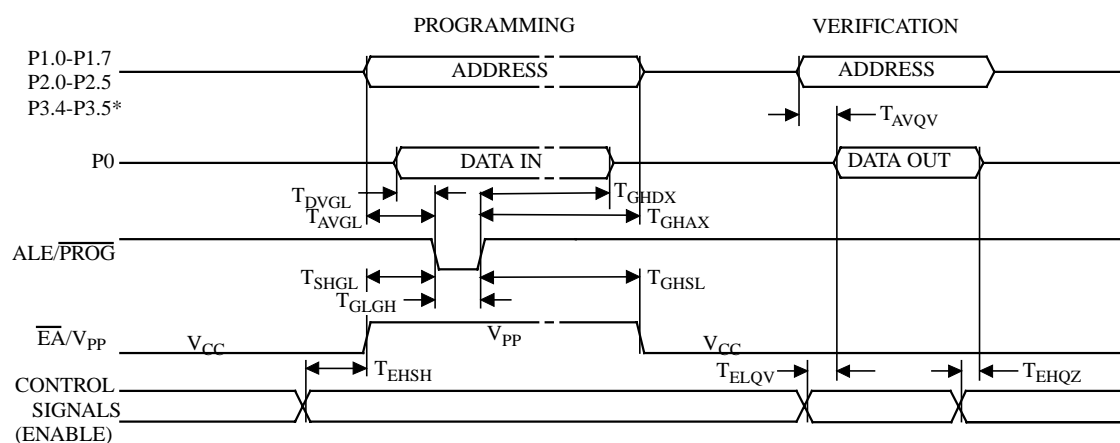 PROGRAMMING
VERIFICATION
P1.0-P1.7
P2.0-P2.5
P3.4-P3.5*
ADDRESS
ADDRESS
TAVQV
P0
DATA IN
DATA OUT
TDVGL
TGHDX
TAVGL
TGHAX
ALE/PROG
TSHGL
TGHSL
TGLGH
EA/VPP
VCC
VPP
VCC
TEHSH
TELQV
TEHQZ
CONTROL
SIGNALS
(ENABLE)